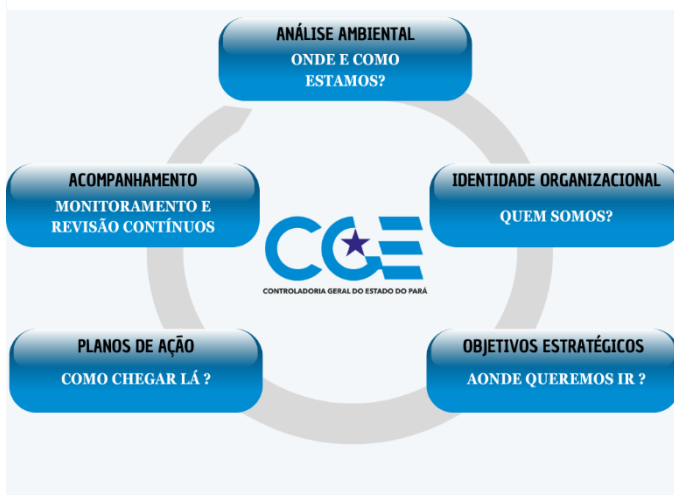 ANÁLISE AMBIENTAL
ONDE E COMO
ESTAMOS?
IDENTIDADE ORGANIZACIONAL
QUEM SOMOS?
OBJETIVOS ESTRATÉGICOS
AONDE QUEREMOS IR ?
PLANOS DE AÇÃO
COMO CHEGAR LÁ ?
ACOMPANHAMENTO
MONITORAMENTO E
REVISÃO CONTÍNUOS
CGE
CONTROLADORIA GERAL DO ESTADO DO PARÁ